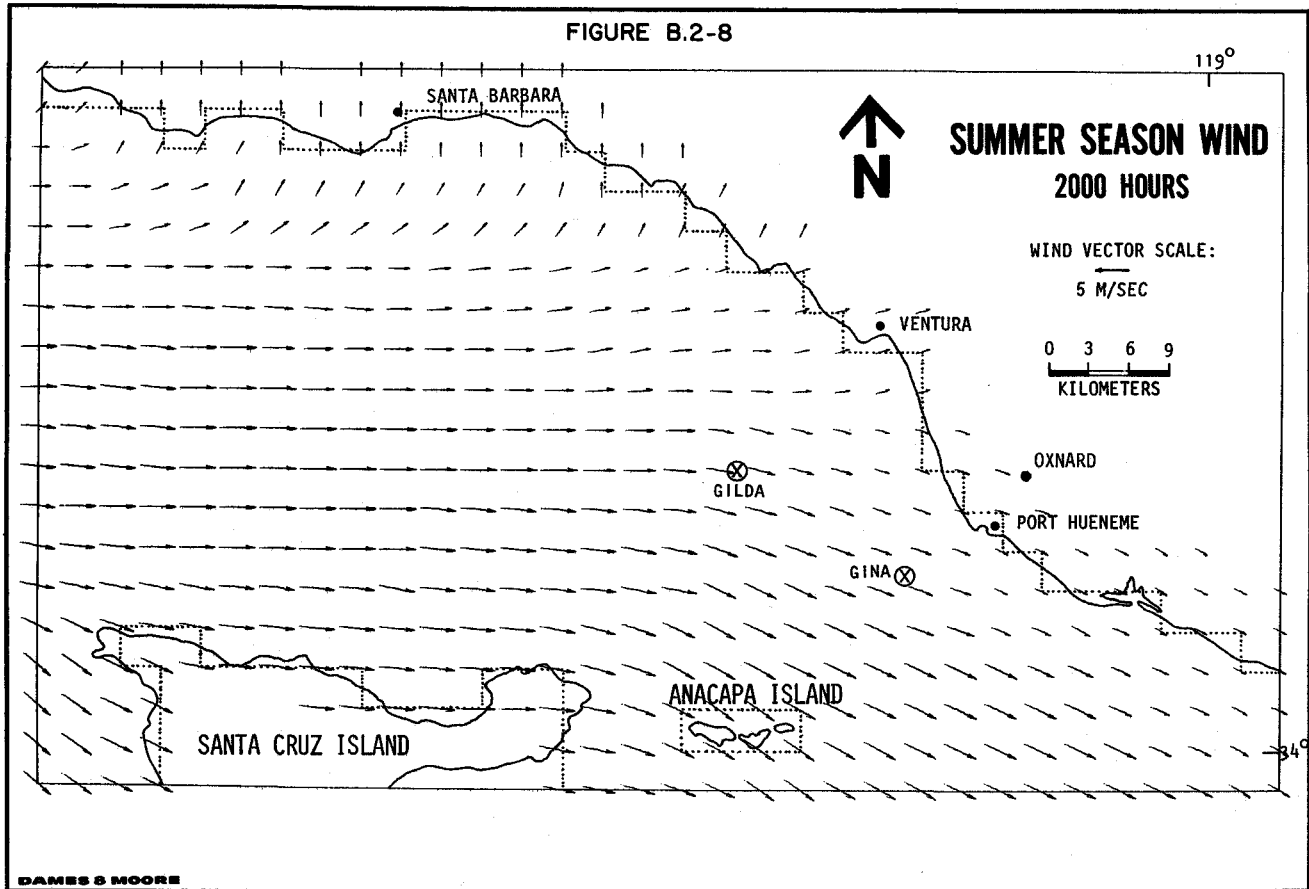 FIGURE B.2-8
119°
SANTA BARBARA
N
SUMMER SEASON WIND
2000 HOURS
WIND VECTOR SCALE:
5 M/SEC
VENTURA
0 3 6 9
KILOMETERS
OXNARD
GILDA
PORT HUENEME
GINA
ANACAPA ISLAND
SANTA CRUZ ISLAND
34°
DAMES & MOORE